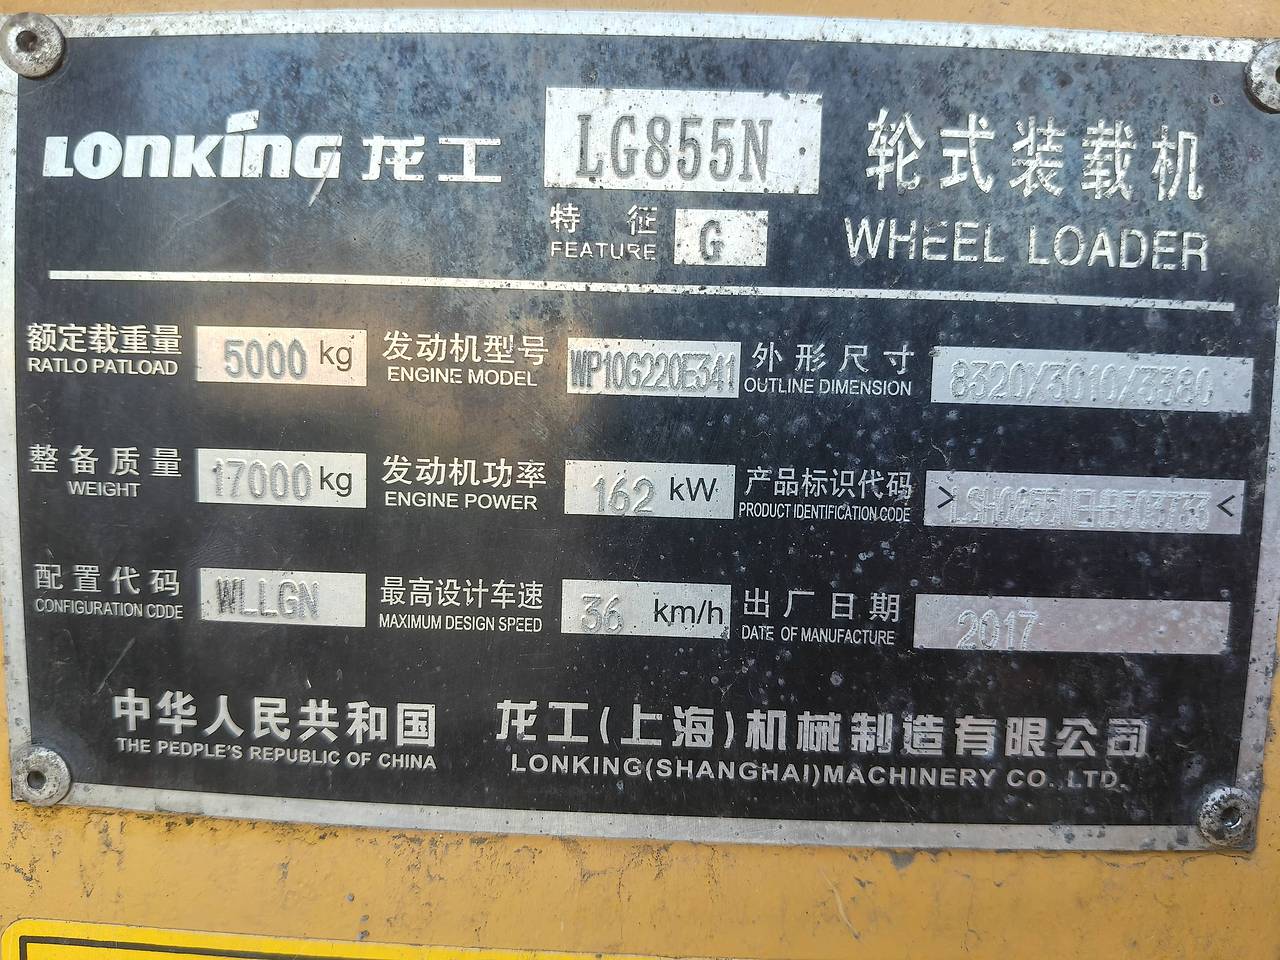 LONKING 龙工 LG855N 轮式装载机
特征 G WHEEL LOADER
FEATURE
额定载重量 5000 kg 发动机型号 WP10G220E341 外形尺寸 8320/3010/3380
RATLO PATLOAD ENGINE MODEL OUTLINE DIMENSION
整备质量 17000 kg 发动机功率 162 kW 产品标识代码
WEIGHT ENGINE POWER PRODUCT IDENTIFICATION CODE
配置代码 WLLGN 最高设计车速 36 km/h 出厂日期 2017
CONFIGURATION CDDE MAXIMUM DESIGN SPEED DATE OF MANUFACTURE
中华人民共和国 龙工(上海)机械制造有限公司
THE PEDPLE'S REPUBLIC OF CHINA LONKING(SHANGHAI)MACHINERY CO. LTD.